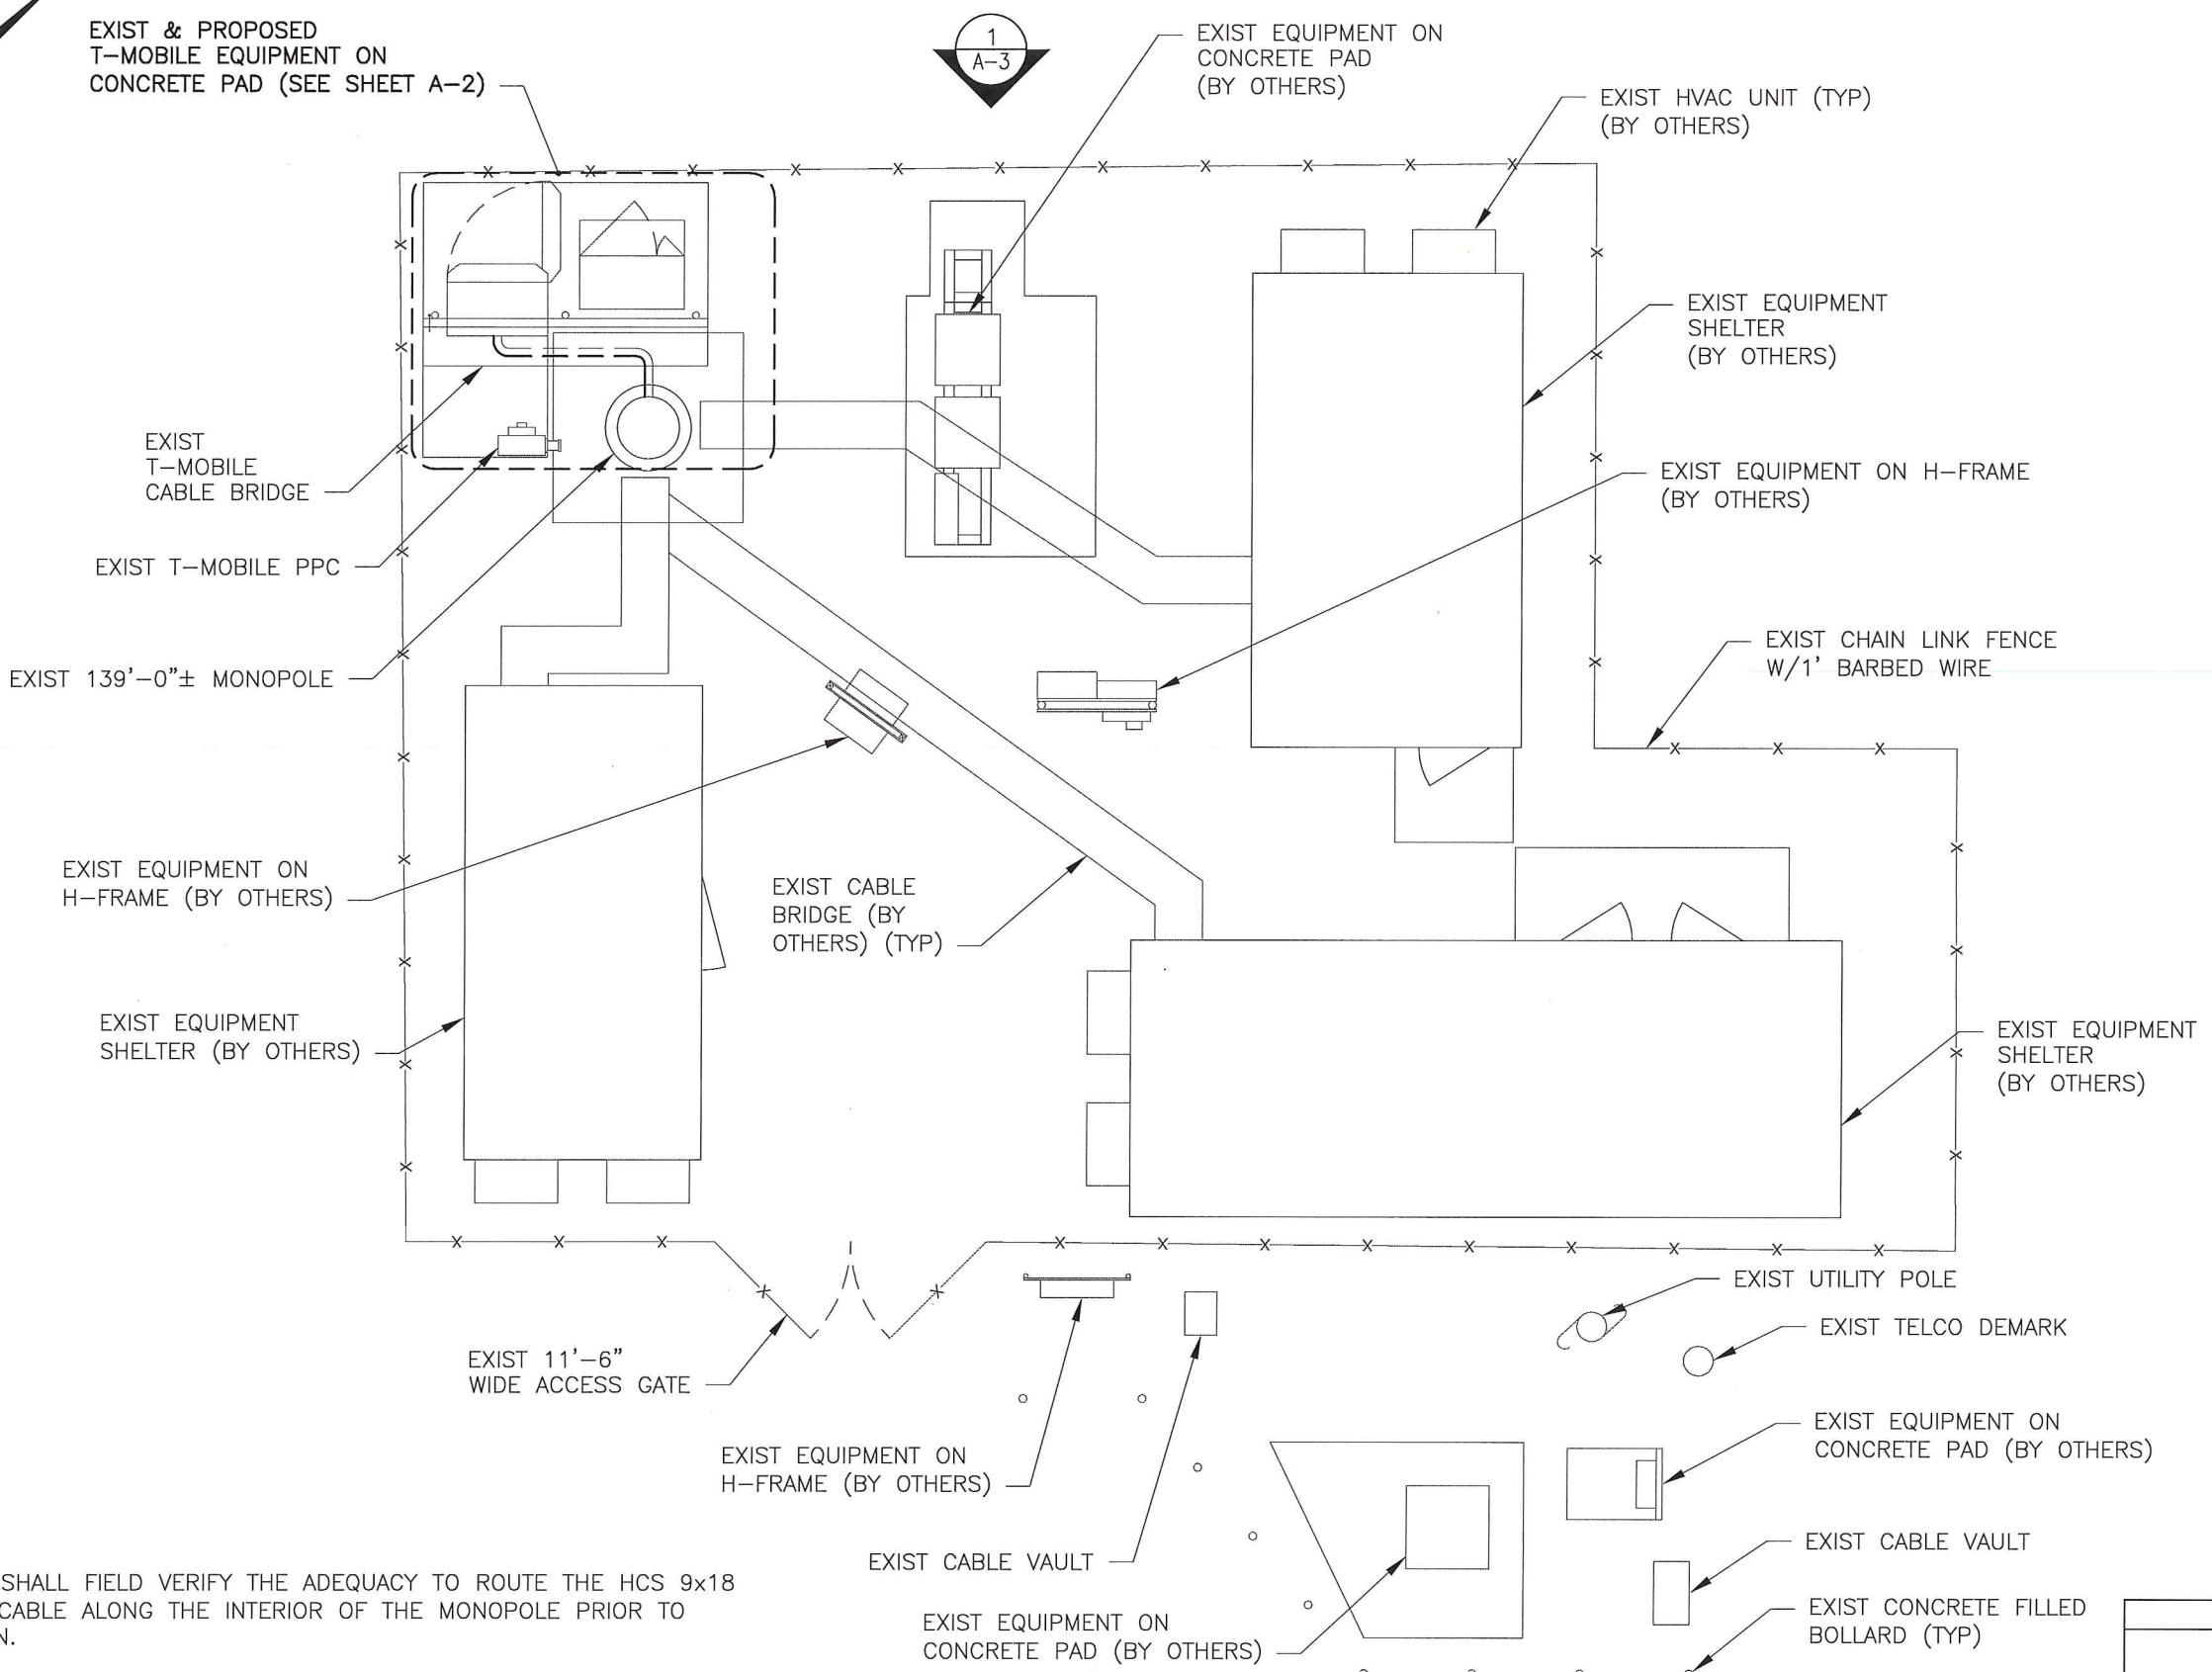 EXIST & PROPOSED
T-MOBILE EQUIPMENT ON
CONCRETE PAD (SEE SHEET A-2)
1
A-3
EXIST EQUIPMENT ON
CONCRETE PAD
(BY OTHERS)
EXIST HVAC UNIT (TYP)
(BY OTHERS)
EXIST EQUIPMENT
SHELTER
(BY OTHERS)
EXIST
T-MOBILE
CABLE BRIDGE
EXIST EQUIPMENT ON H-FRAME
(BY OTHERS)
EXIST T-MOBILE PPC
EXIST 139'-0"± MONOPOLE
EXIST CHAIN LINK FENCE
W/1' BARBED WIRE
EXIST EQUIPMENT ON
H-FRAME (BY OTHERS)
EXIST CABLE
BRIDGE (BY
OTHERS) (TYP)
EXIST EQUIPMENT
SHELTER (BY OTHERS)
EXIST EQUIPMENT
SHELTER
(BY OTHERS)
EXIST UTILITY POLE
EXIST TELCO DEMARK
EXIST 11'-6"
WIDE ACCESS GATE
EXIST EQUIPMENT ON
CONCRETE PAD (BY OTHERS)
EXIST EQUIPMENT ON
H-FRAME (BY OTHERS)
EXIST CABLE VAULT
EXIST CABLE VAULT
SHALL FIELD VERIFY THE ADEQUACY TO ROUTE THE HCS 9x18
CABLE ALONG THE INTERIOR OF THE MONOPOLE PRIOR TO
N.
EXIST EQUIPMENT ON
CONCRETE PAD (BY OTHERS)
EXIST CONCRETE FILLED
BOLLARD (TYP)